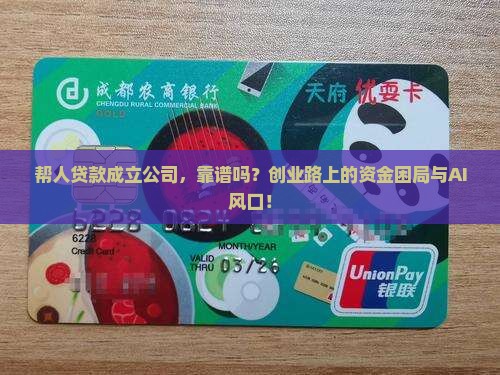 成都农商银行
CHENGDU RURAL COMMERCIAL BANK
GOLD
天府 优耍卡
帮人贷款成立公司，靠谱吗？创业路上的资金困局与AI
风口！
6228 0824
6228
Credit Card
MONTH/YEAR
VALID
THRU
03/26
UnionPay
银联